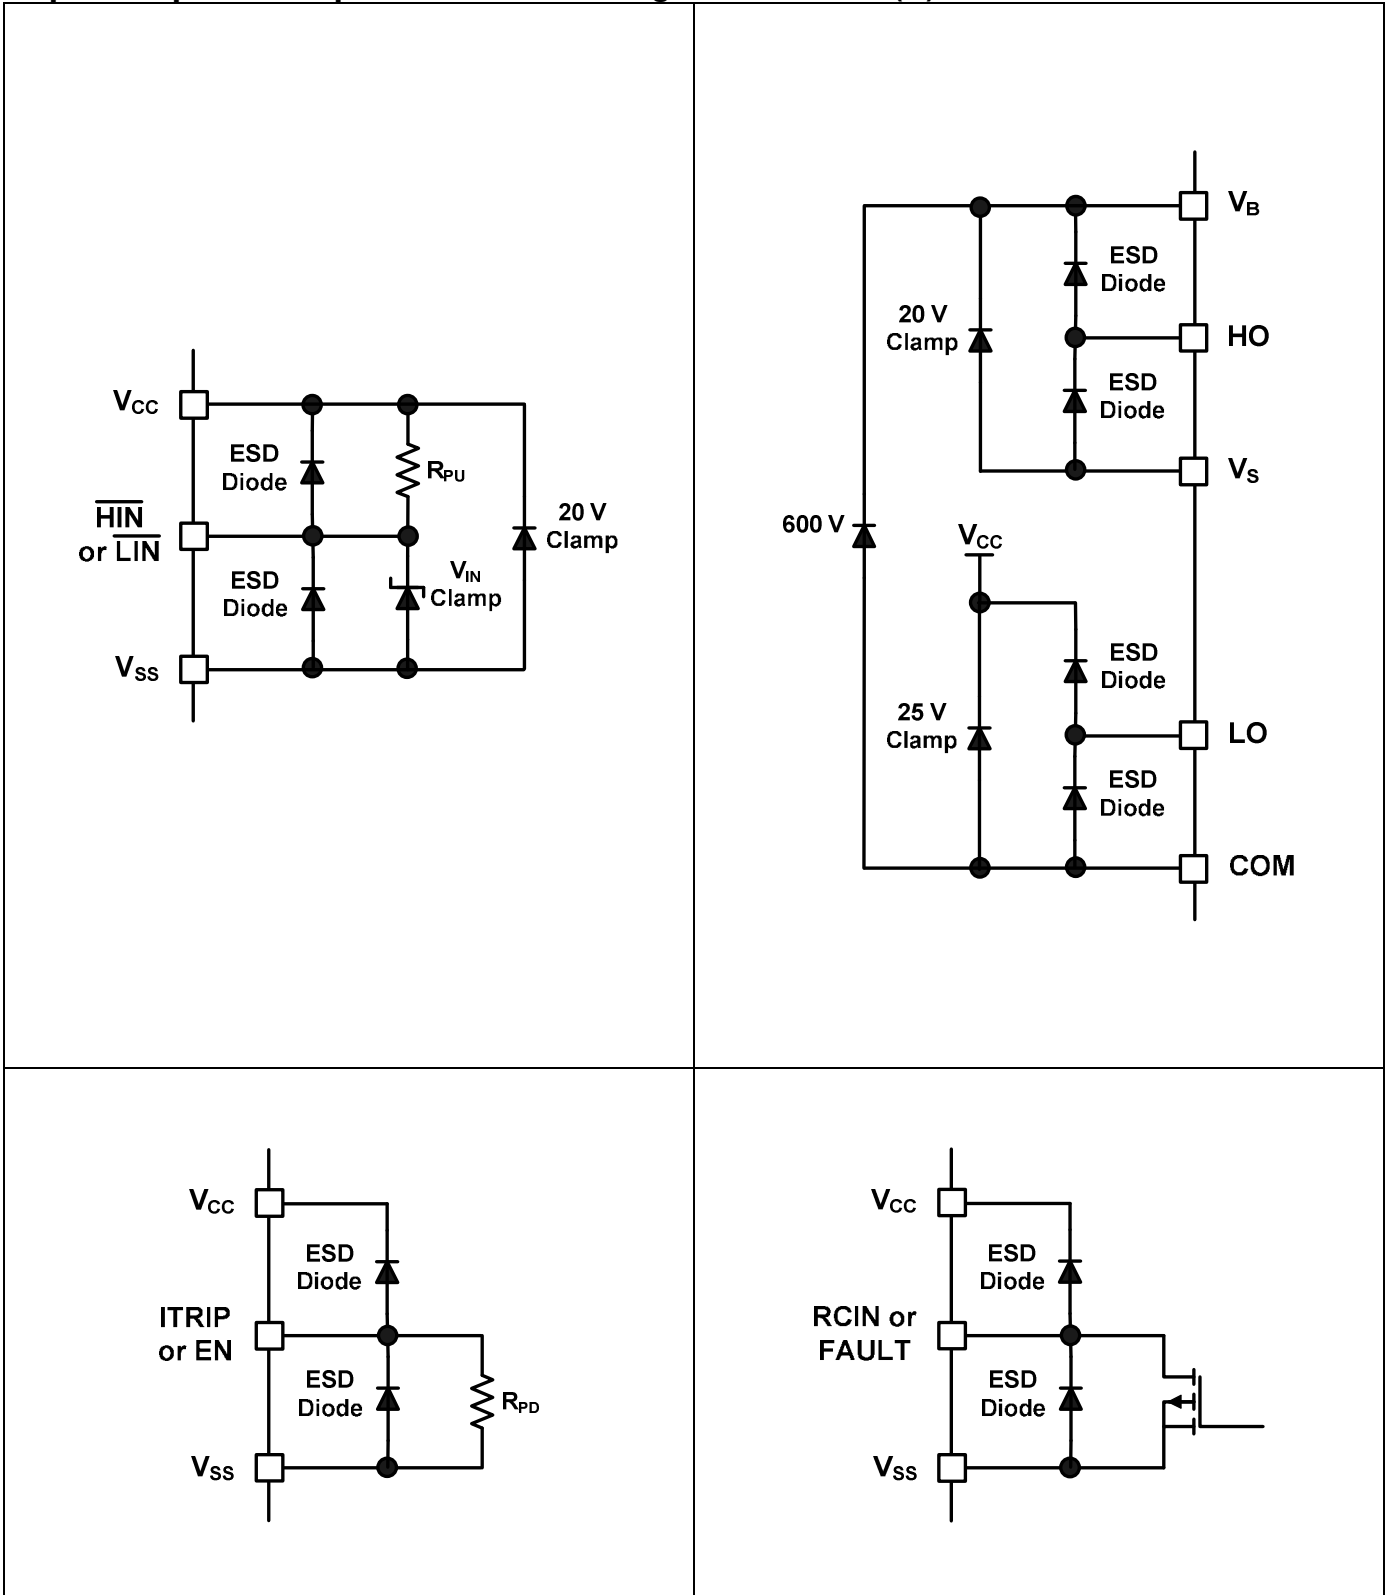 VCC
ESD
Diode
RPU
HIN
or LIN
20 V
Clamp
ESD
Diode
VIN
Clamp
VSS
VB
ESD
Diode
20 V
Clamp
HO
ESD
Diode
VS
600 V
VCC
ESD
Diode
25 V
Clamp
LO
ESD
Diode
COM
VCC
ESD
Diode
ITRIP
or EN
ESD
Diode
RPD
VSS
VCC
ESD
Diode
RCIN or
FAULT
ESD
Diode
VSS